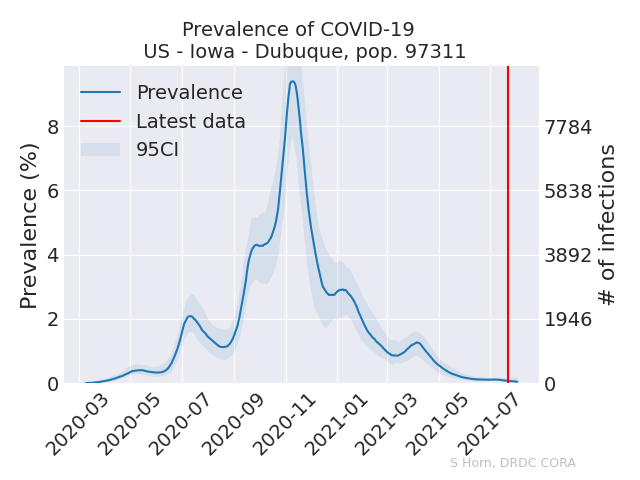 Prevalence of COVID-19
US - Iowa - Dubuque, pop. 97311
Prevalence
Latest data
95CI
Prevalence (%)
8
6
4
2
0
7784
5838
3892
1946
0
# of infections
2020-03
2020-05
2020-07
2020-09
2020-11
2021-01
2021-03
2021-05
2021-07
S Horn, DRDC CORA